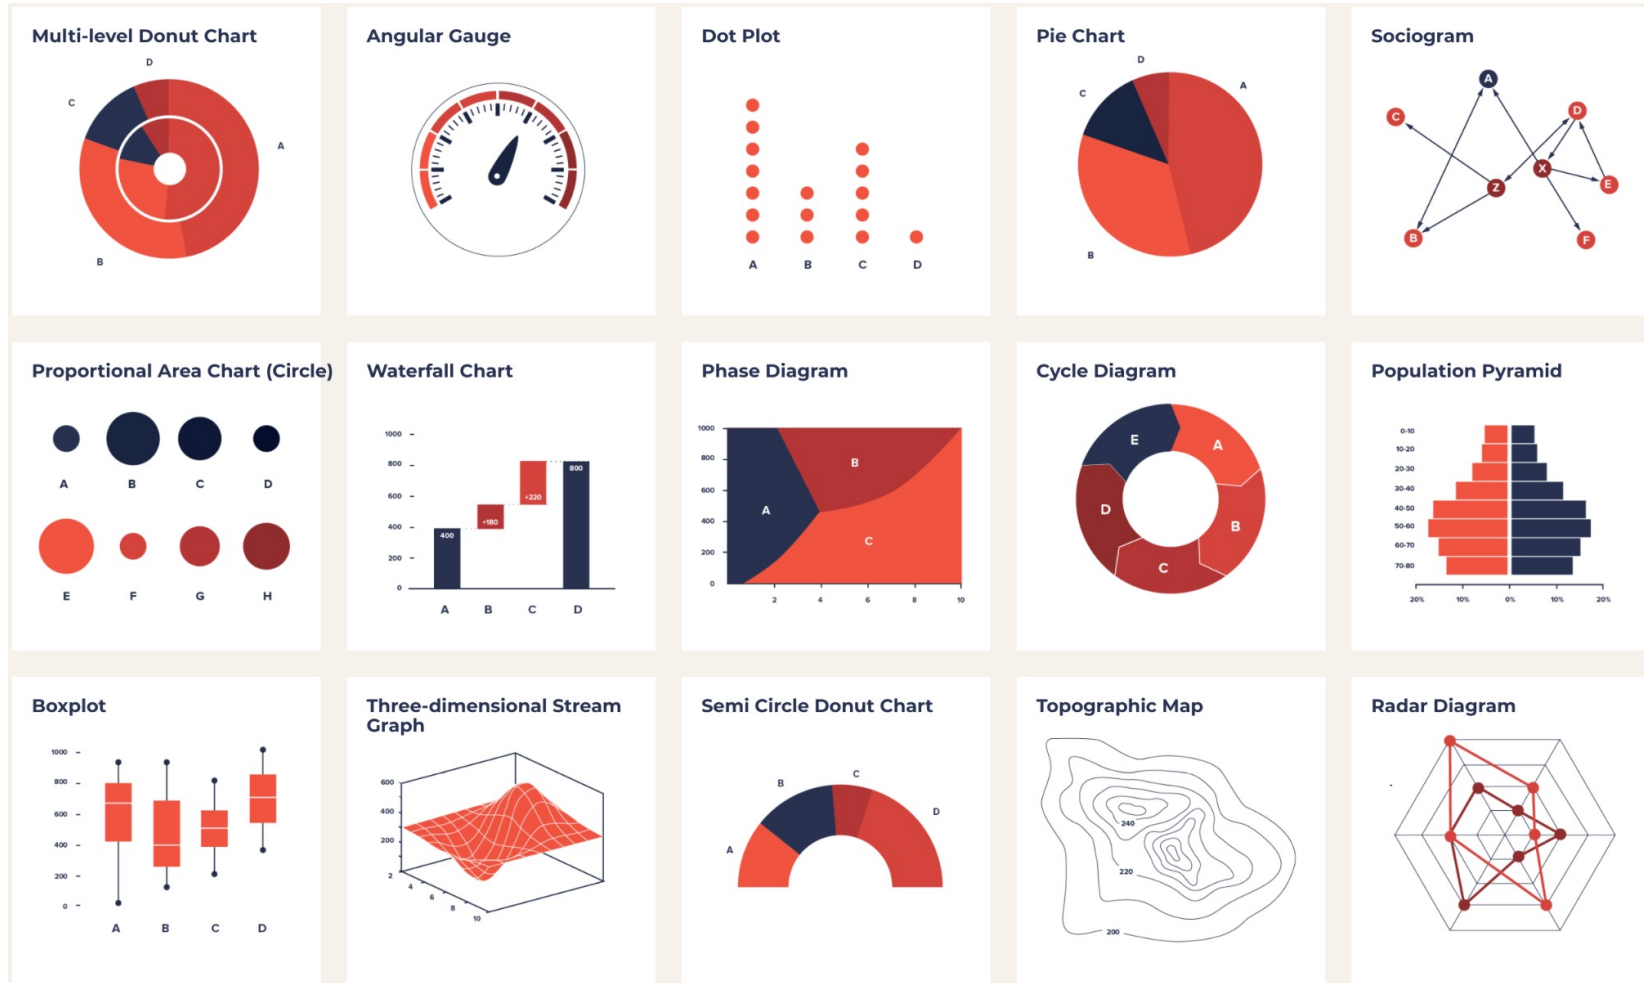 Multi-level Donut Chart
D
C
A
B
Angular Gauge
Dot Plot
A B C D
Pie Chart
D
A
C
B
Sociogram
A
C
D
X
Z
E
B
F
Proportional Area Chart (Circle)
A B C D
E F G H
Waterfall Chart
1000
800
600
400
200
0
400
+180
+220
800
A B C D
Phase Diagram
1000
800
600
400
200
0
A
B
C
2 4 6 8 10
Cycle Diagram
E
A
D
B
C
Population Pyramid
0-10
10-20
20-30
30-40
40-50
50-60
60-70
70-80
20% 10% 0% 10% 20%
Boxplot
1000
800
600
400
200
0
A B C D
Three-dimensional Stream
Graph
600
400
200
2
4
6
8
10
Semi Circle Donut Chart
A
B
C
D
Topographic Map
240
220
200
Radar Diagram